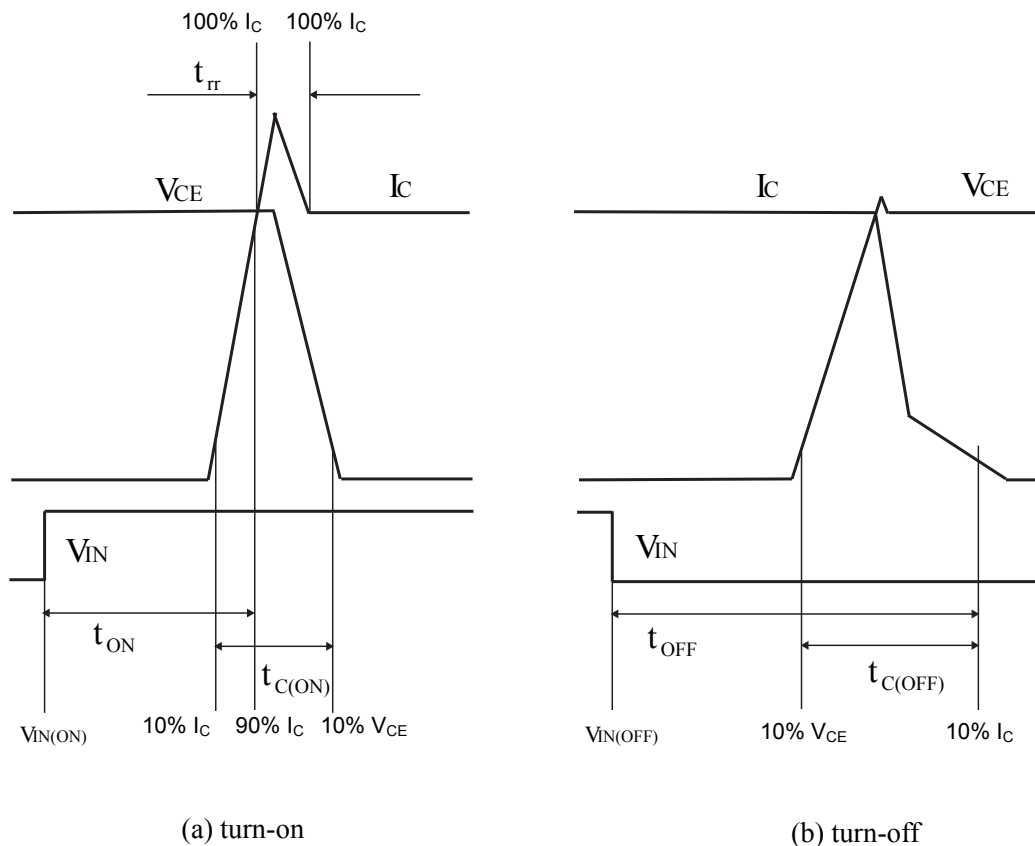 100% IC 100% IC
trr
VCE IC
IC VCE
VIN
VIN
tON
tOFF
tC(ON)
tC(OFF)
VIN(ON)
10% IC 90% IC 10% VCE
VIN(OFF)
10% VCE
10% IC
(a) turn-on
(b) turn-off